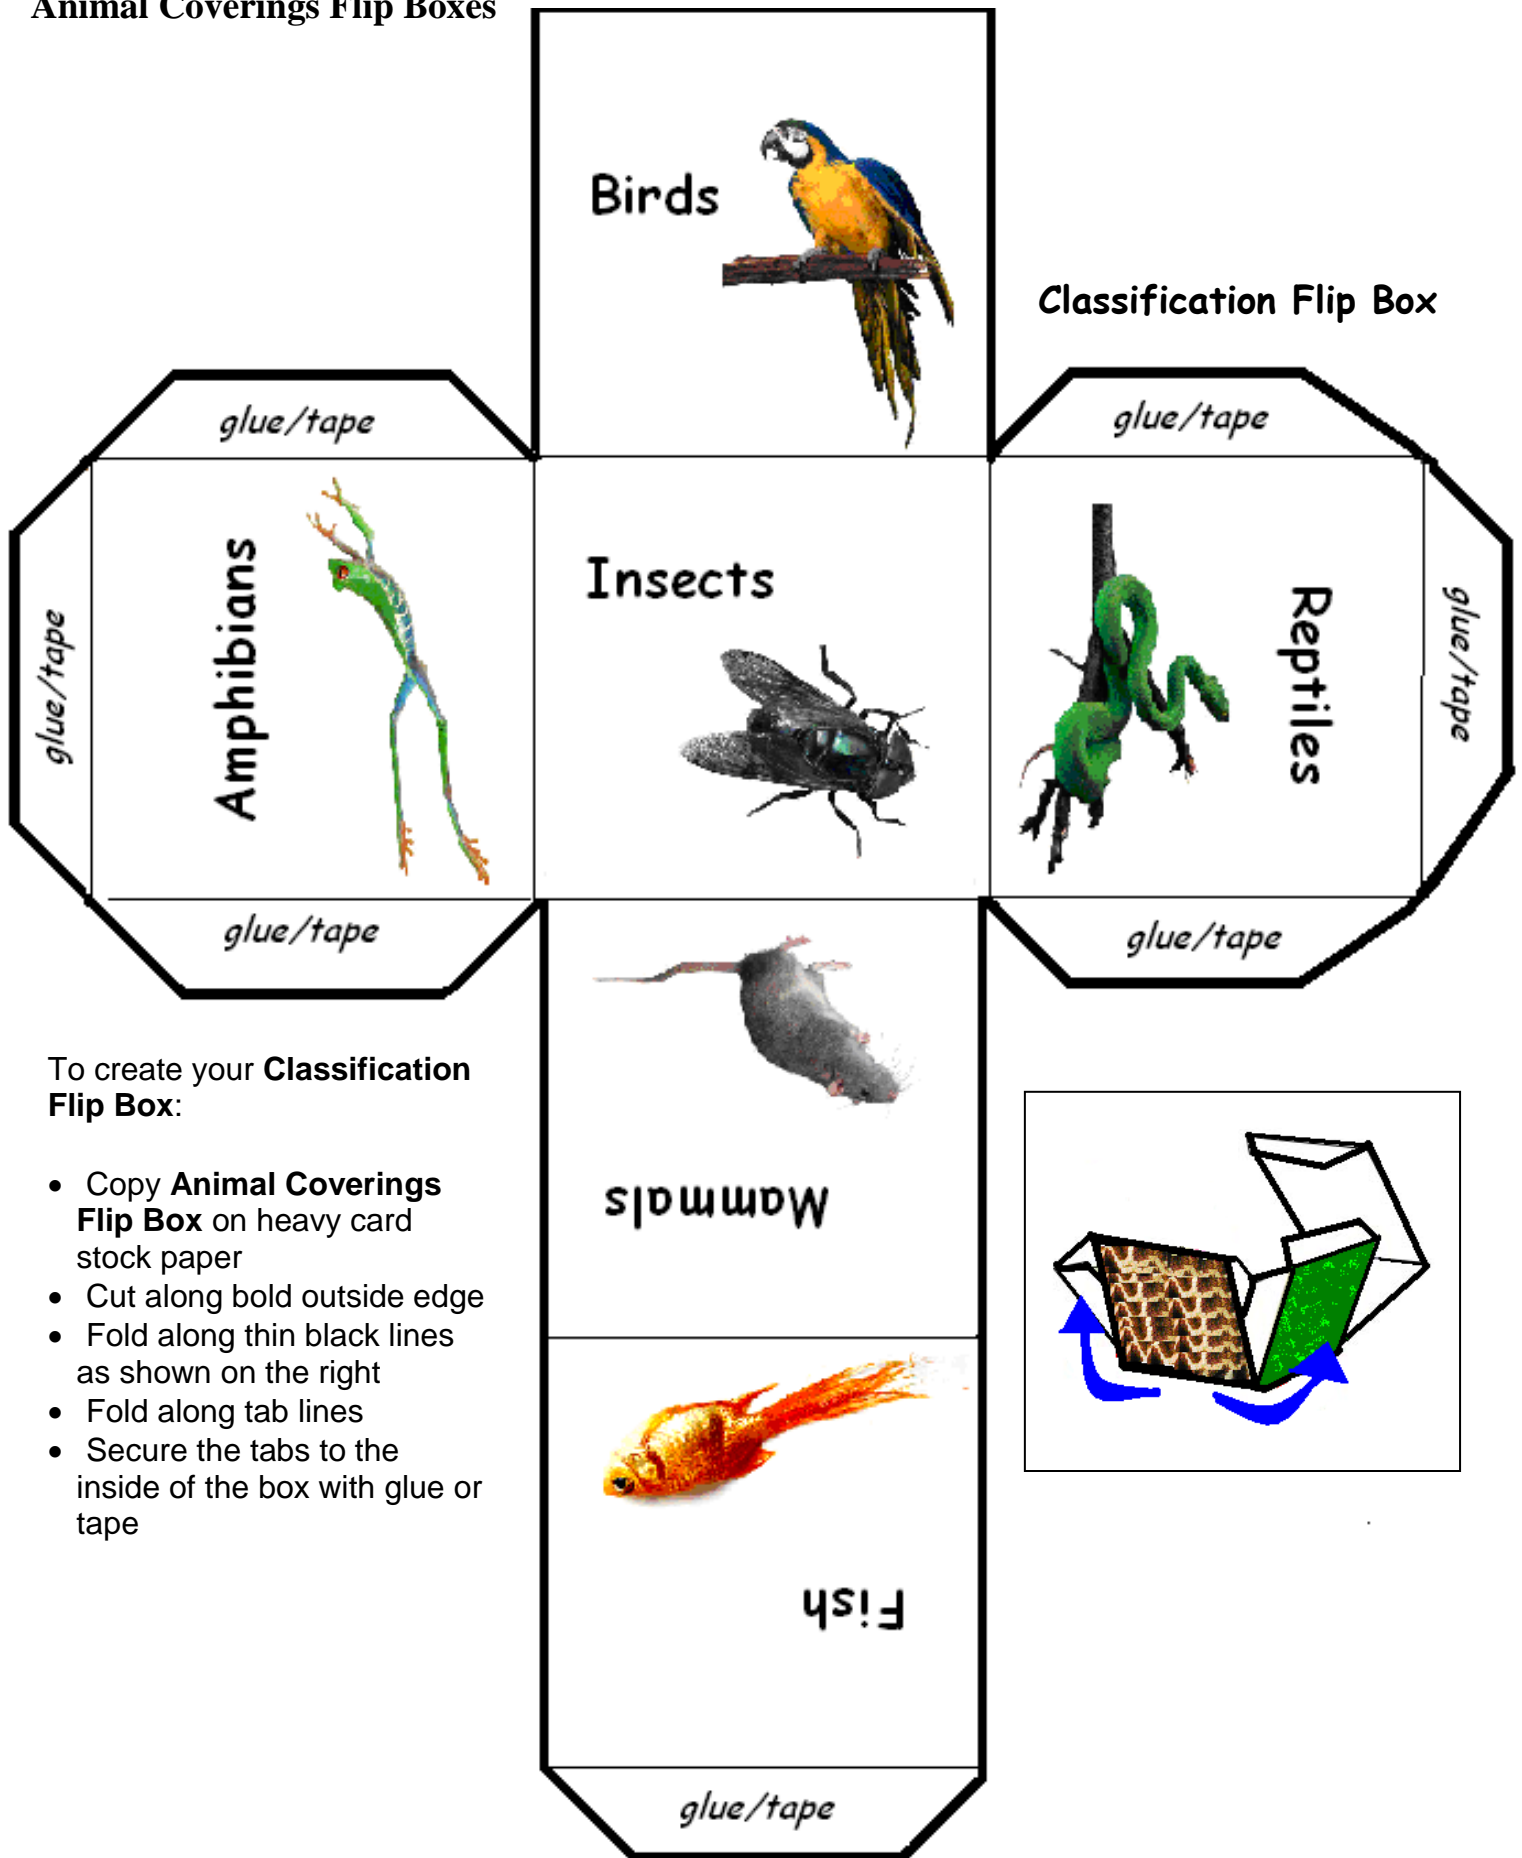 Animal Coverings Flip Boxes
Birds
Classification Flip Box
glue/tape
glue/tape
glue/tape
Amphibians
Insects
Reptiles
glue/tape
glue/tape
glue/tape
Mammals
Fish
glue/tape
To create your Classification
Flip Box:
• Copy Animal Coverings
Flip Box on heavy card
stock paper
• Cut along bold outside edge
• Fold along thin black lines
as shown on the right
• Fold along tab lines
• Secure the tabs to the
inside of the box with glue or
tape